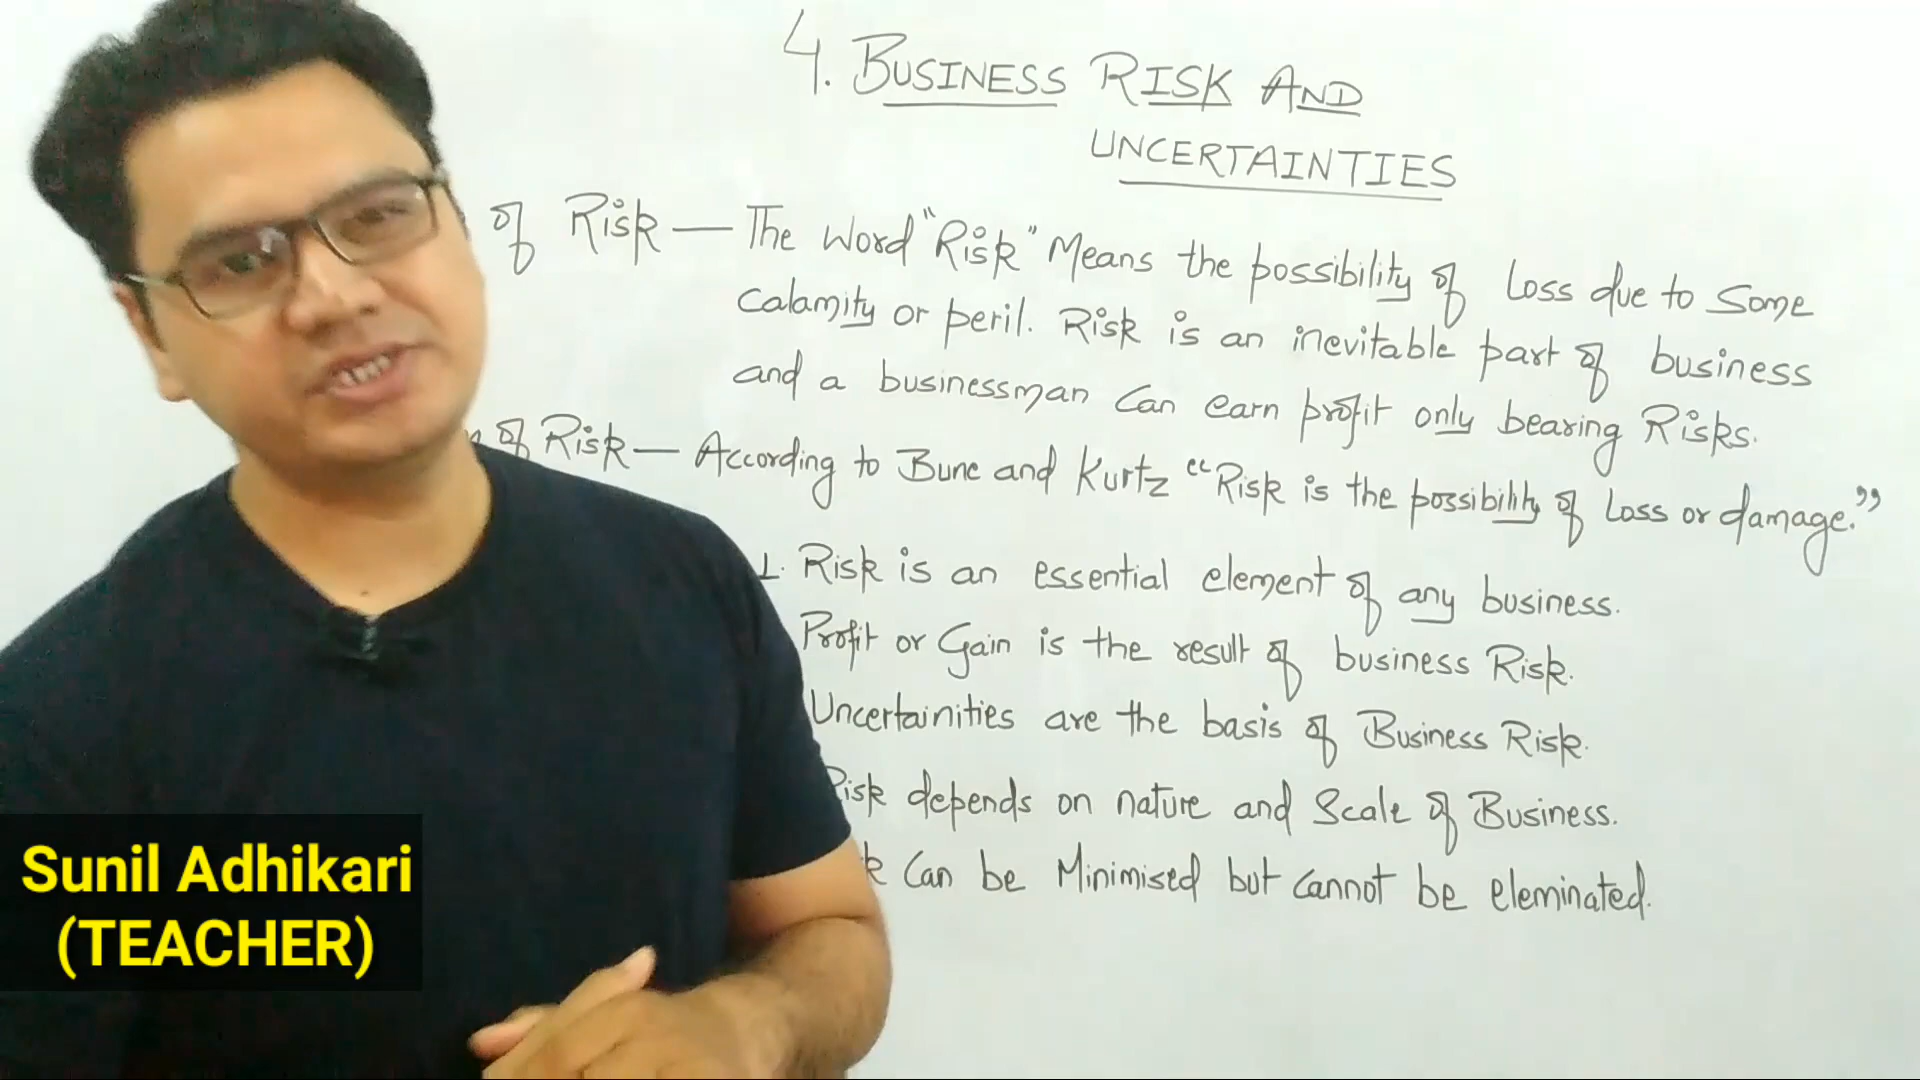 4. BUSINESS RISK AND
UNCERTAINTIES
of Risk — The Word "Risk" Means the possibility of Loss due to Some
calamity or peril. Risk is an inevitable part of business
and a businessman Can earn profit only bearing Risks.
of Risk — According to Bune and Kurtz "Risk is the possibility of Loss or damage."
1. Risk is an essential element of any business.
Profit or Gain is the result of business Risk.
Uncertainities are the basis of Business Risk.
Risk depends on nature and Scale of Business.
k Can be Minimised but Cannot be eleminated.
Sunil Adhikari
(TEACHER)